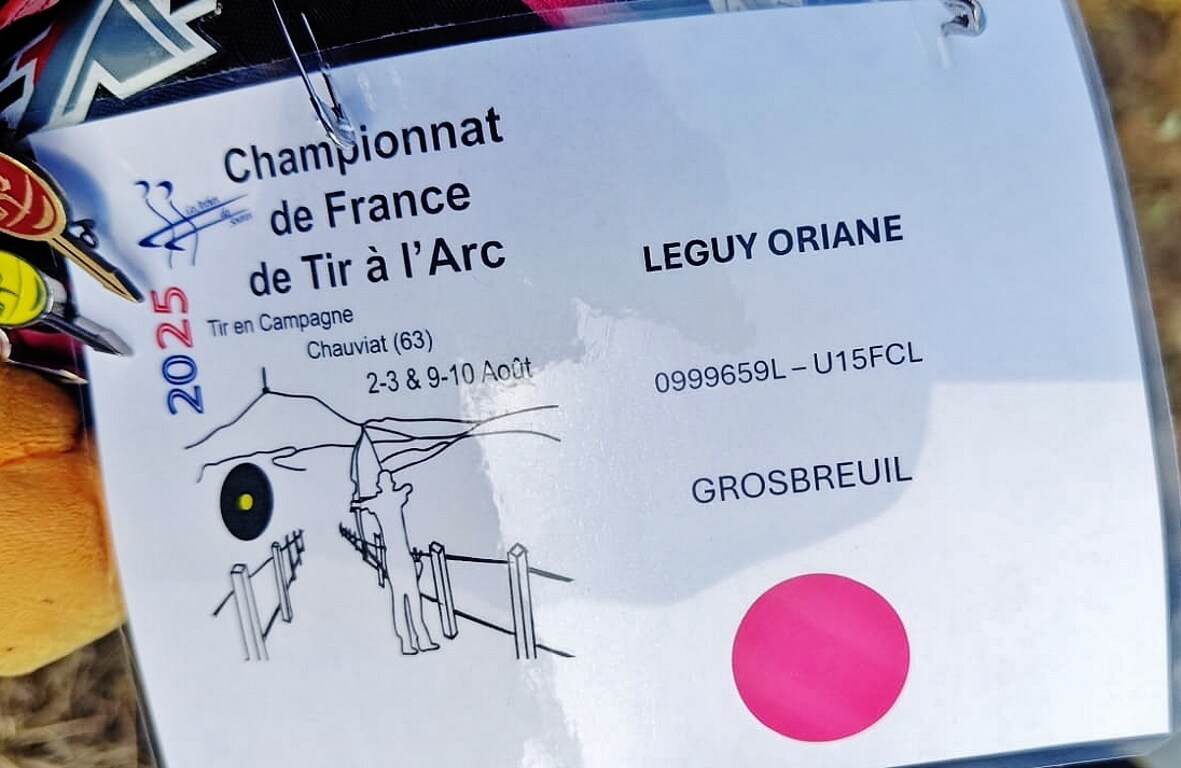 Championnat
de France
de Tir à l'Arc
2025
Tir en Campagne
Chauviat (63)
2-3 & 9-10 Août
LEGUY ORIANE
0999659L – U15FCL
GROSBREUIL